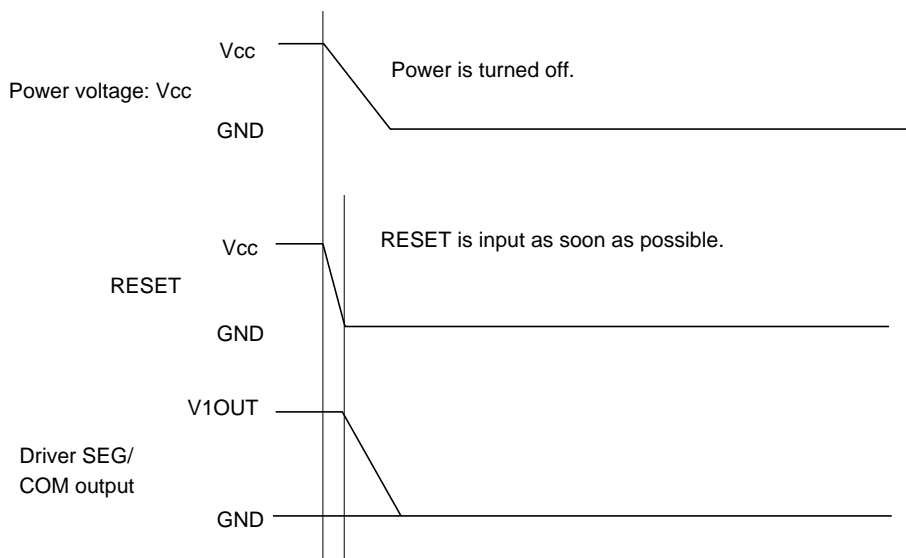 Vcc
Power is turned off.
Power voltage: Vcc
GND
RESET is input as soon as possible.
Vcc
RESET
GND
V1OUT
Driver SEG/
COM output
GND